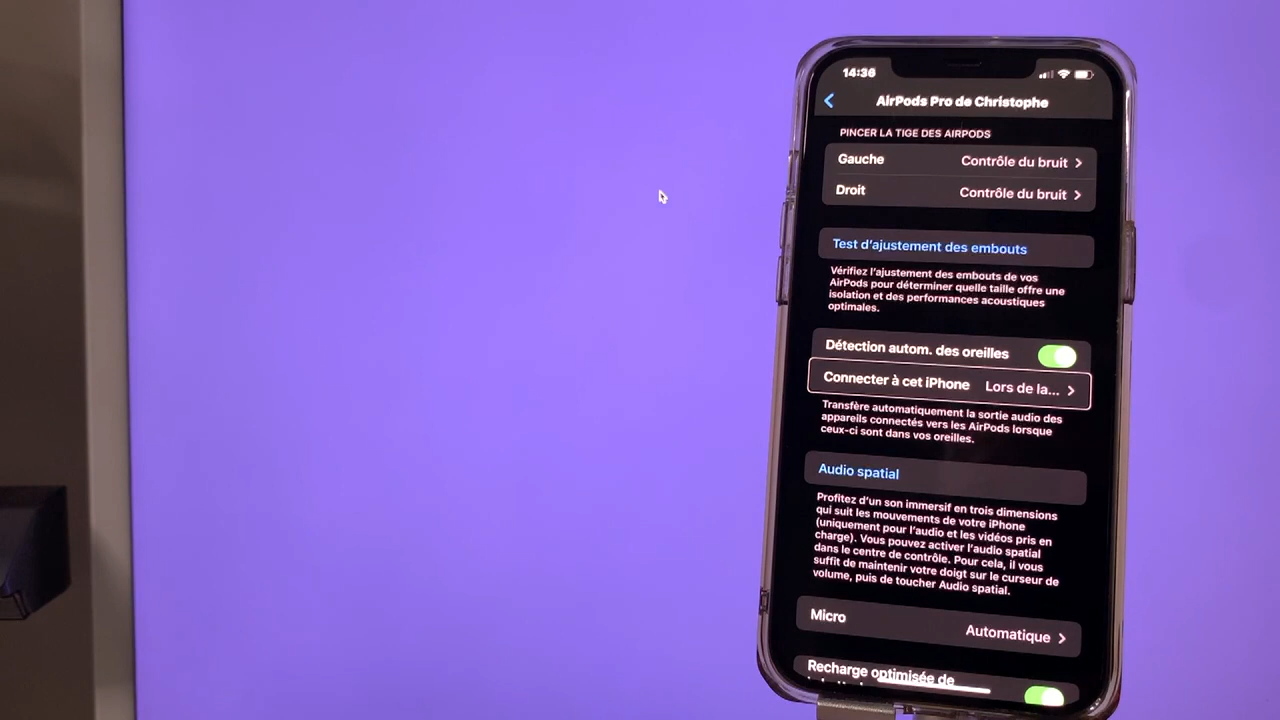 14:36
AirPods Pro de Christophe
PINCER LA TIGE DES AIRPODS
Gauche Contrôle du bruit
Droit Contrôle du bruit
Test d'ajustement des embouts
Vérifiez l'ajustement des embouts de vos
AirPods pour déterminer quelle taille offre une
isolation et des performances acoustiques
optimales.
Détection autom. des oreilles
Connecter à cet iPhone Lors de la...
Transfère automatiquement la sortie audio des
appareils connectés vers les AirPods lorsque
ceux-ci sont dans vos oreilles.
Audio spatial
Profitez d'un son immersif en trois dimensions
qui suit les mouvements de votre iPhone
(uniquement pour l'audio et les vidéos pris en
charge). Vous pouvez activer l'audio spatial
dans le centre de contrôle. Pour cela, il vous
suffit de maintenir votre doigt sur le curseur de
volume, puis de toucher Audio spatial.
Micro Automatique
Recharge optimisée de